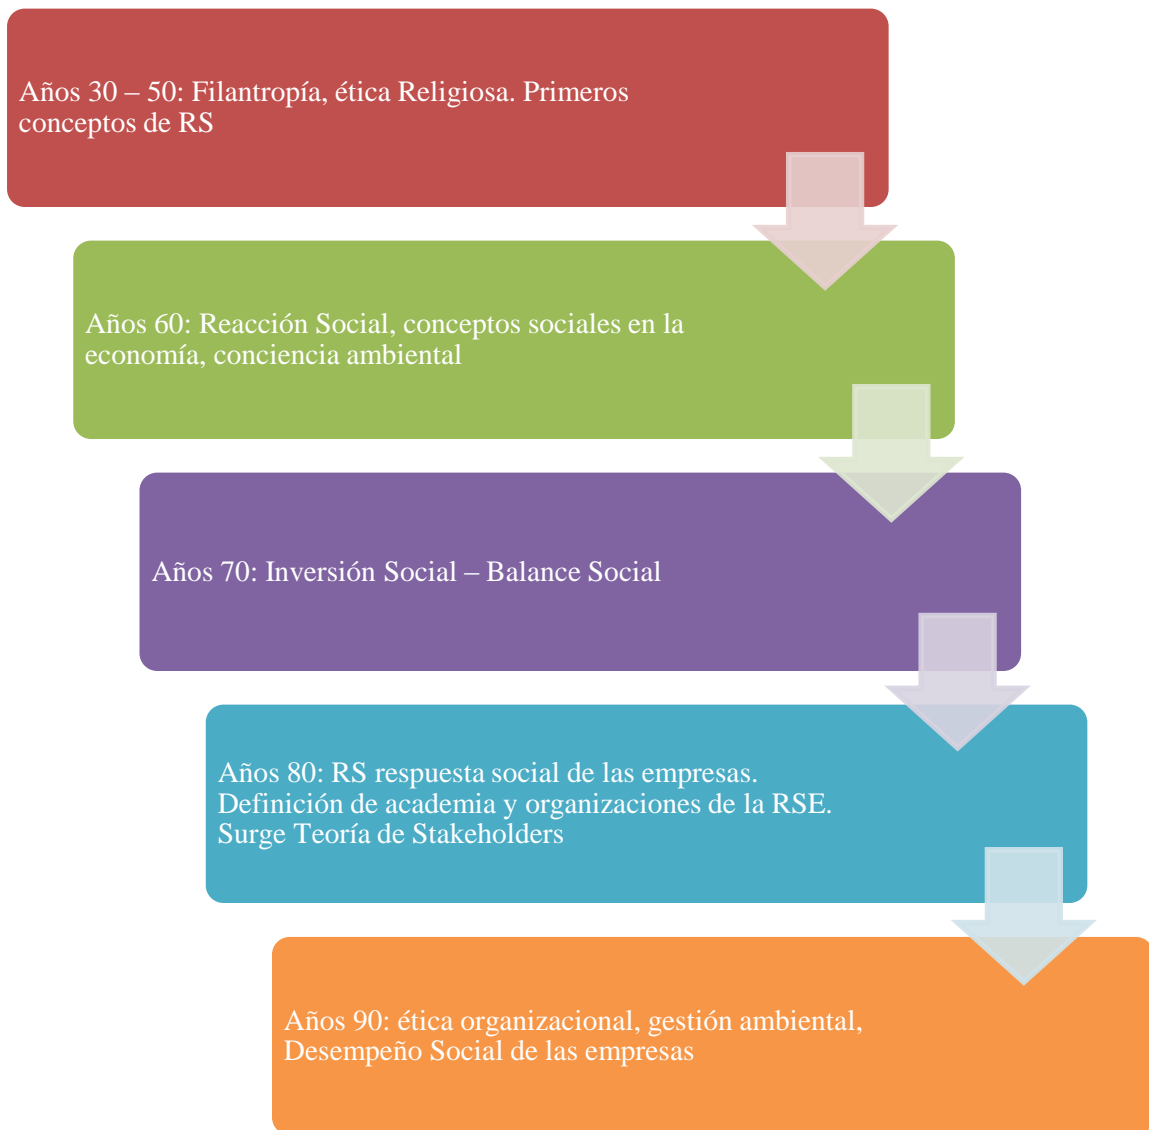 Años 30 – 50: Filantropía, ética Religiosa. Primeros
conceptos de RS
Años 60: Reacción Social, conceptos sociales en la
economía, conciencia ambiental
Años 70: Inversión Social – Balance Social
Años 80: RS respuesta social de las empresas.
Definición de academia y organizaciones de la RSE.
Surge Teoría de Stakeholders
Años 90: ética organizacional, gestión ambiental,
Desempeño Social de las empresas